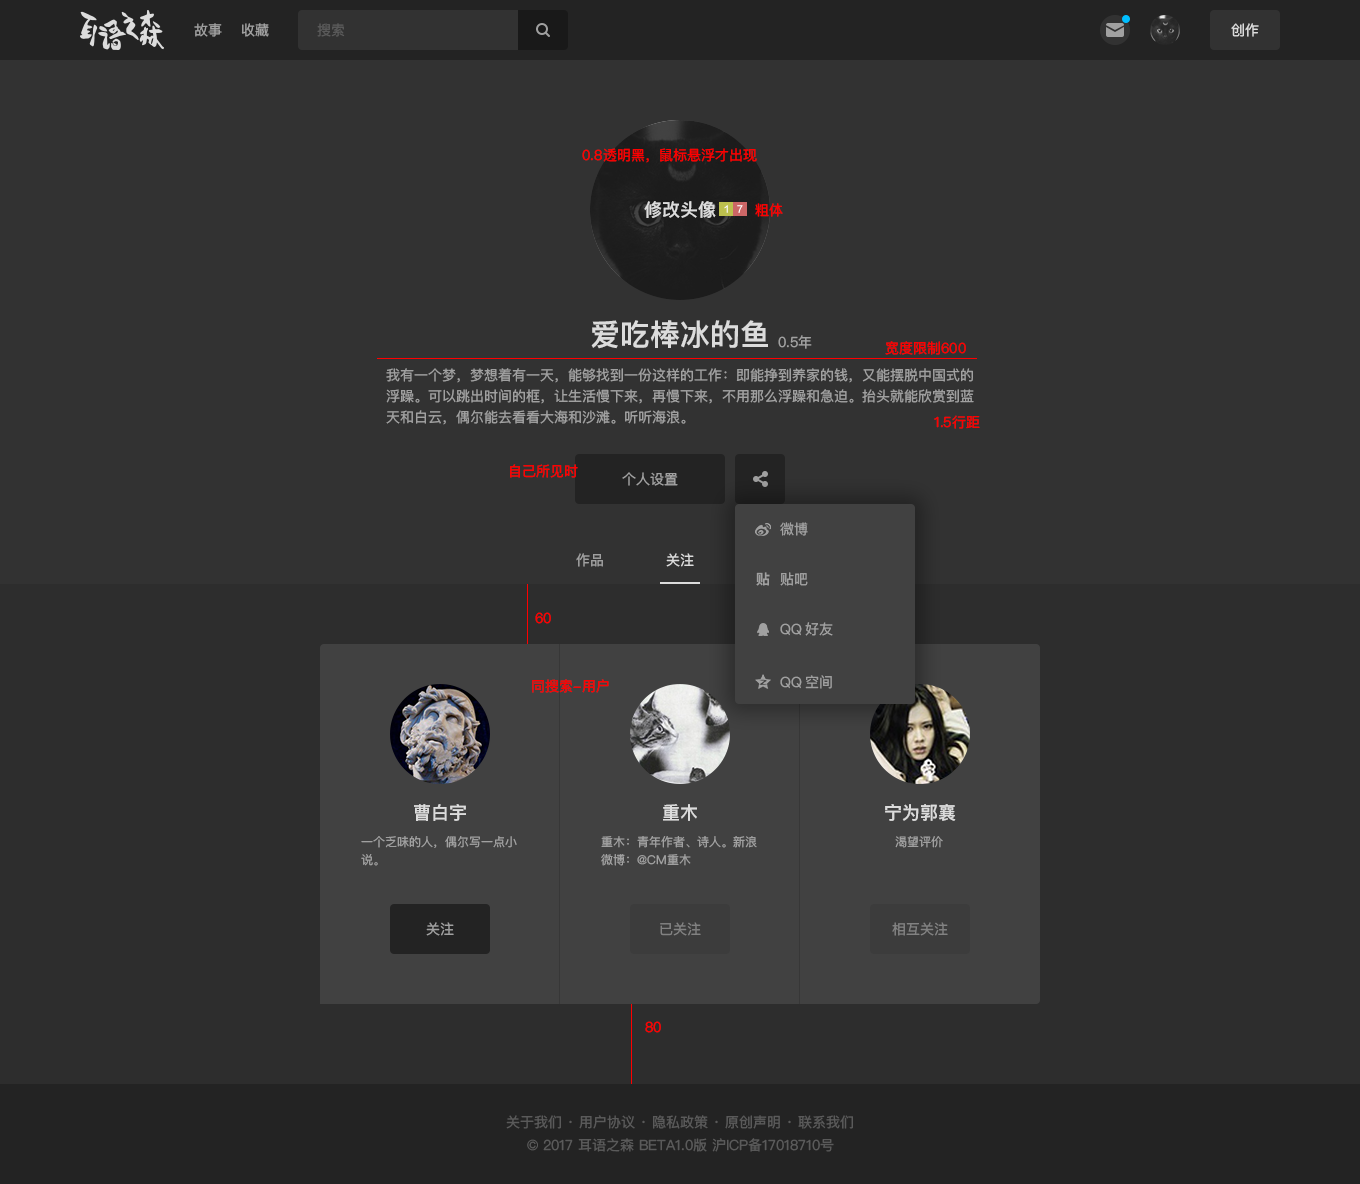 耳语之森
故事
收藏
搜索
创作
0.8透明黑，鼠标悬浮才出现
修改头像 1 7 粗体
爱吃棒冰的鱼 0.5年
宽度限制600
我有一个梦，梦想着有一天，能够找到一份这样的工作：即能挣到养家的钱，又能摆脱中国式的
浮躁。可以跳出时间的框，让生活慢下来，再慢下来，不用那么浮躁和急迫。抬头就能欣赏到蓝
天和白云，偶尔能去看看大海和沙滩。听听海浪。
1.5行距
自己所见时
个人设置
微博
作品
关注
贴 贴吧
60
QQ 好友
QQ 空间
同搜索-用户
曹白宇
一个乏味的人，偶尔写一点小
说。
关注
重木
重木：青年作者、诗人。新浪
微博：@CM重木
已关注
宁为郭襄
渴望评价
相互关注
80
关于我们 · 用户协议 · 隐私政策 · 原创声明 · 联系我们
© 2017 耳语之森 BETA1.0版 沪ICP备17018710号